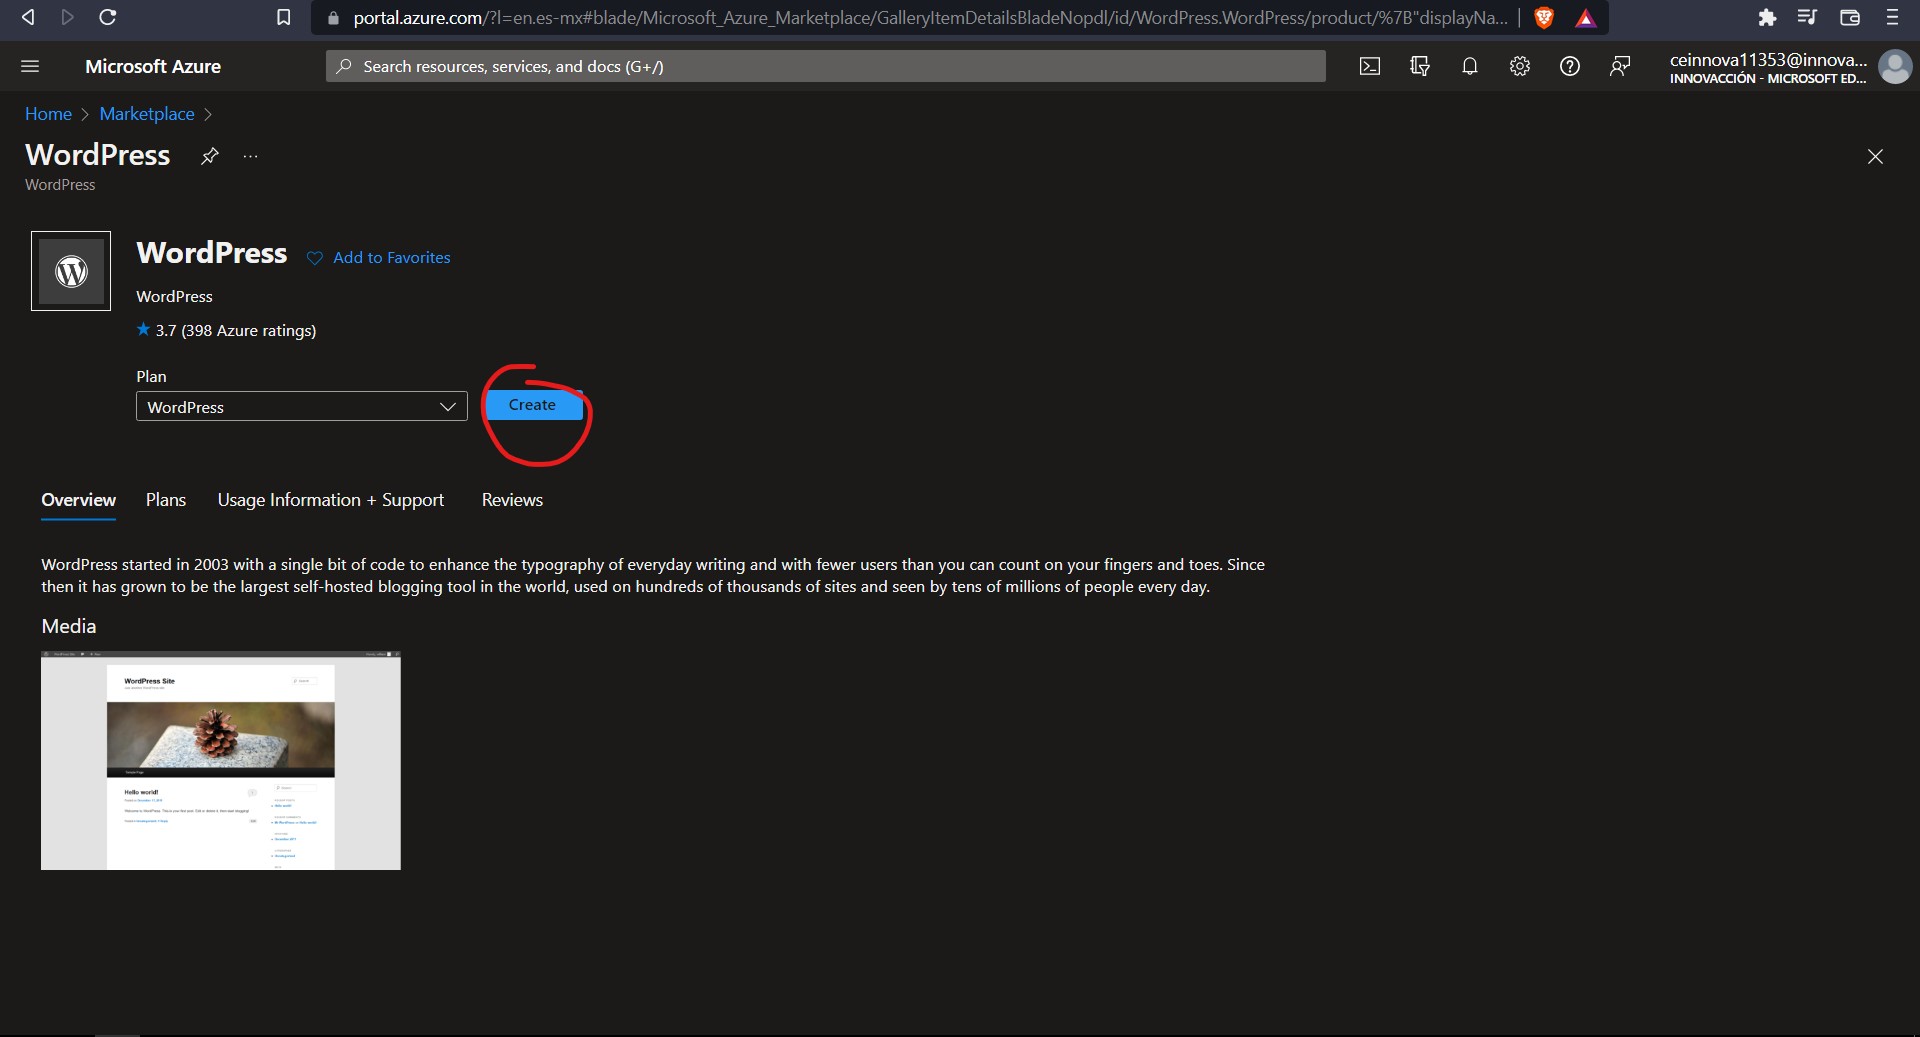 portal.azure.com/?l=en.es-mx#blade/Microsoft_Azure_Marketplace/GalleryItemDetailsBladeNopdl/id/WordPress.WordPress/product/%7B"displayNa...
Microsoft Azure
Search resources, services, and docs (G+/)
ceinnova11353@innova...
INNOVACCIÓN - MICROSOFT ED...
Home > Marketplace >
WordPress
WordPress
WordPress
Add to Favorites
WordPress
3.7 (398 Azure ratings)
Plan
WordPress
Create
Overview
Plans
Usage Information + Support
Reviews
WordPress started in 2003 with a single bit of code to enhance the typography of everyday writing and with fewer users than you can count on your fingers and toes. Since
then it has grown to be the largest self-hosted blogging tool in the world, used on hundreds of thousands of sites and seen by tens of millions of people every day.
Media
WordPress Site
Hello world!